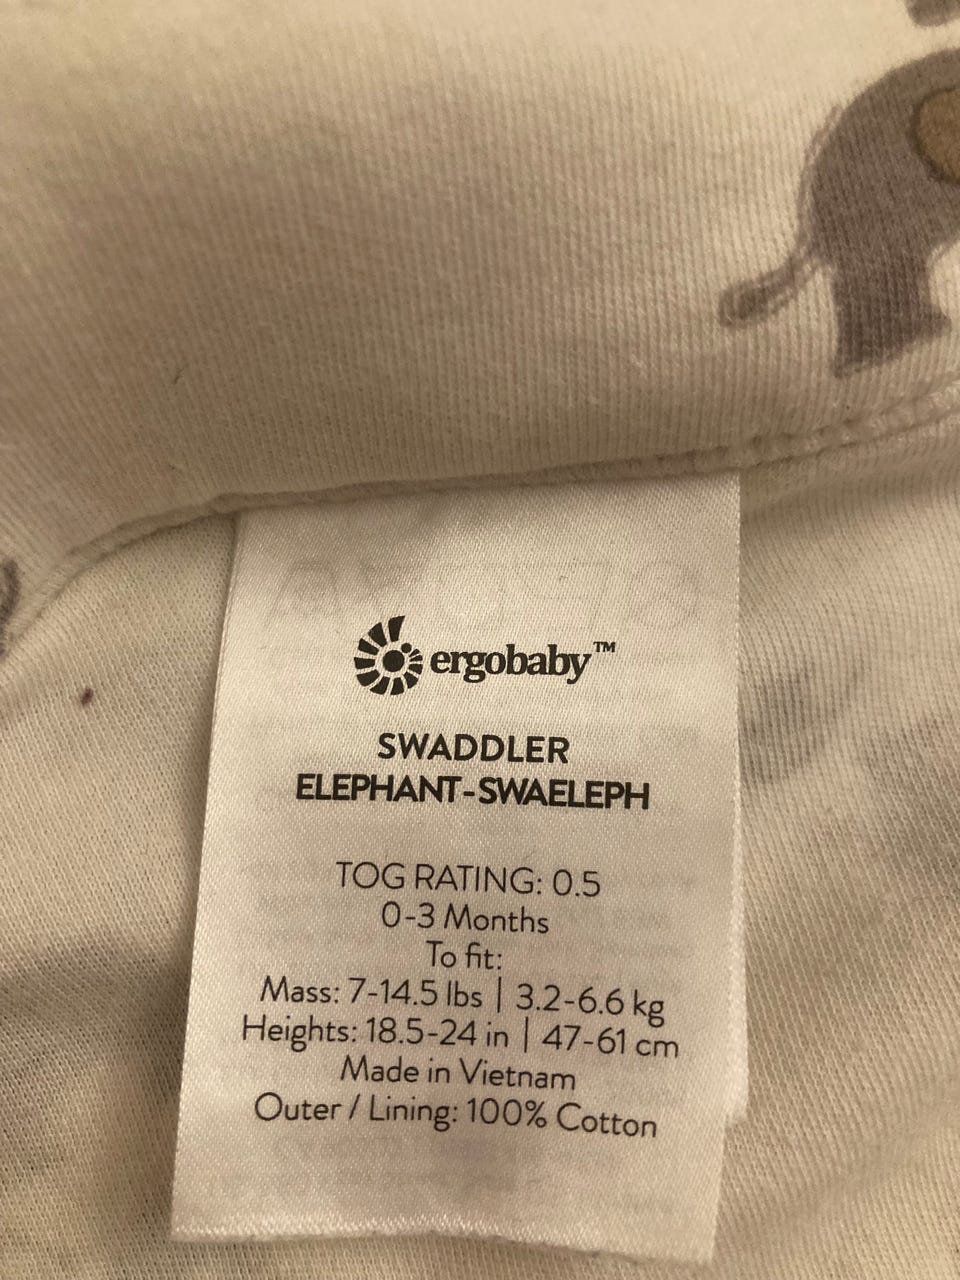 ergobaby™
SWADDLER
ELEPHANT-SWAELEPH
TOG RATING: 0.5
0-3 Months
To fit:
Mass: 7-14.5 lbs | 3.2-6.6 kg
Heights: 18.5-24 in | 47-61 cm
Made in Vietnam
Outer / Lining: 100% Cotton